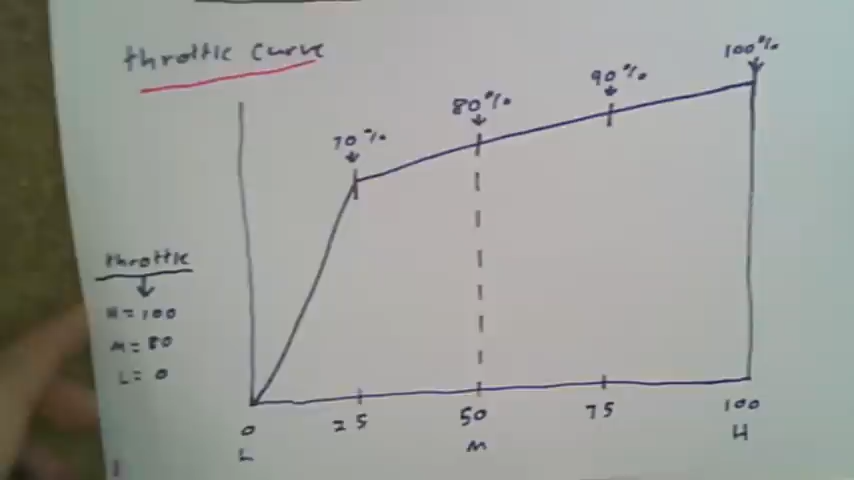 throttle curve
100%
90%
80%
70%
throttle
H = 100
M = 80
L = 0
0 25 50 75 100
L M H